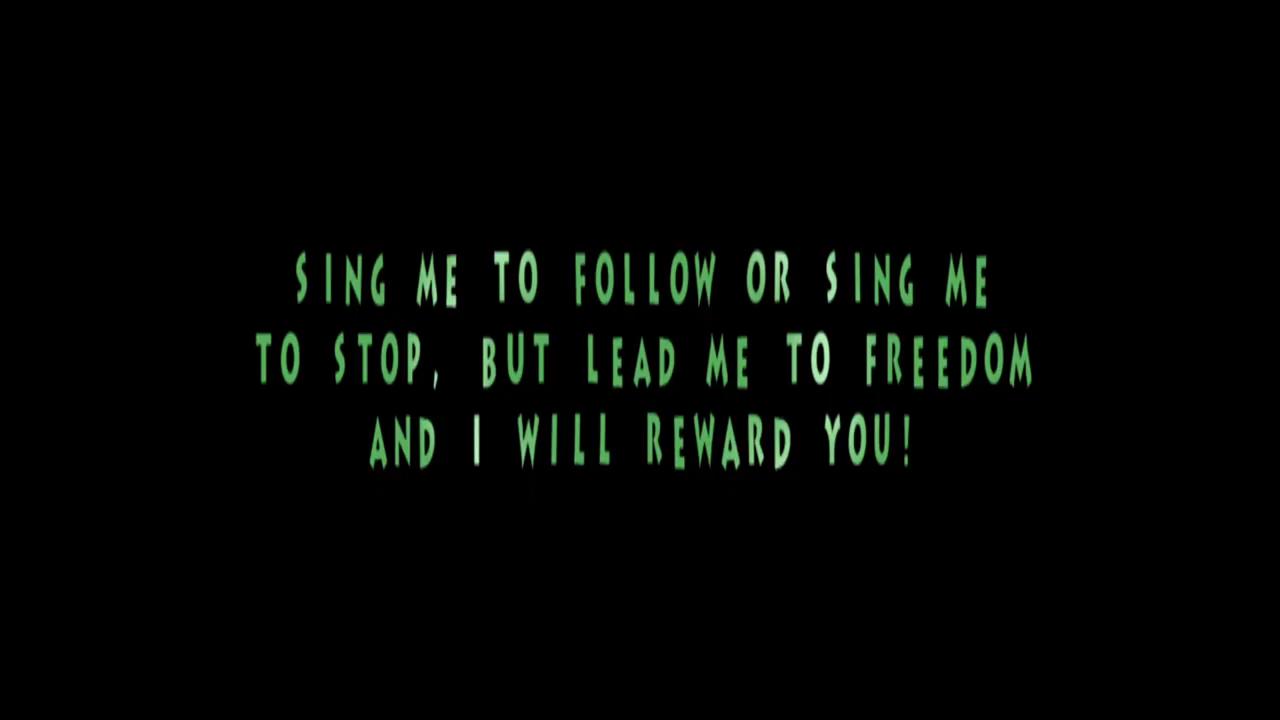 SING ME TO FOLLOW OR SING ME
TO STOP, BUT LEAD ME TO FREEDOM
AND I WILL REWARD YOU!